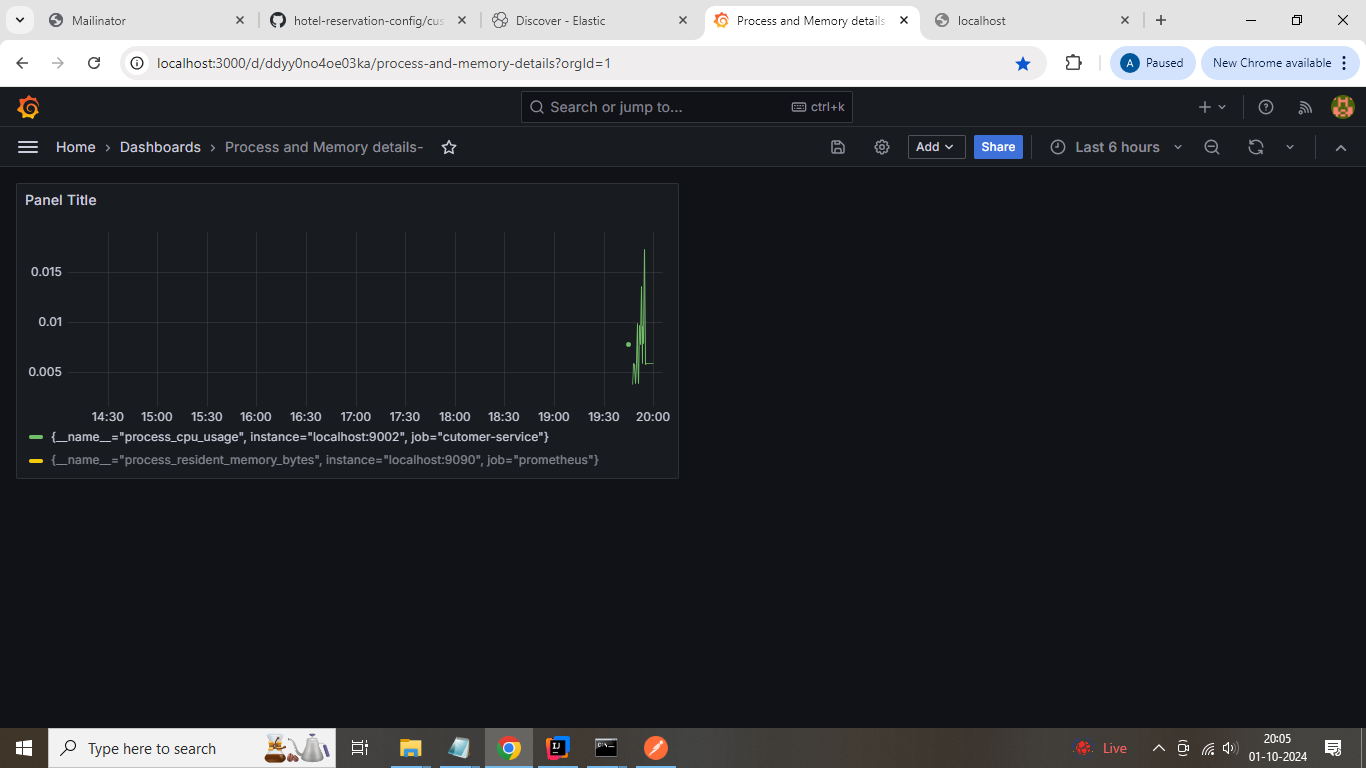 Mailinator
hotel-reservation-config/cus
Discover - Elastic
Process and Memory details
localhost
localhost:3000/d/ddyy0no4oe03ka/process-and-memory-details?orgId=1
A Paused
New Chrome available
Search or jump to...
ctrl+k
Home › Dashboards › Process and Memory details-
Add
Share
Last 6 hours
Panel Title
0.015
0.01
0.005
14:30 15:00 15:30 16:00 16:30 17:00 17:30 18:00 18:30 19:00 19:30 20:00
{__name__="process_cpu_usage", instance="localhost:9002", job="cutomer-service"}
{__name__="process_resident_memory_bytes", instance="localhost:9090", job="prometheus"}
Type here to search
Live
20:05
01-10-2024